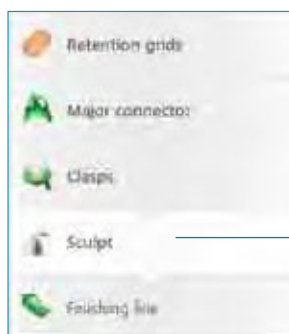 Retention grids
Major connector
Clasps
Sculpt
Finishing line